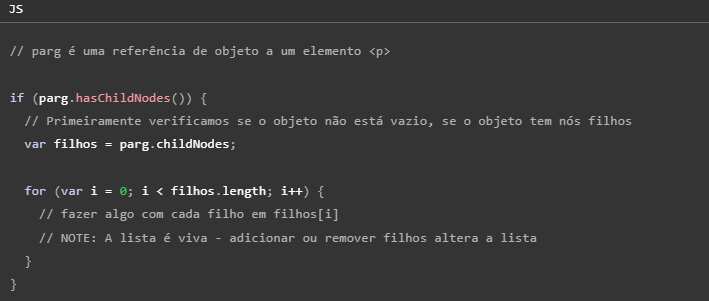 JS
// parg é uma referência de objeto a um elemento <p>
if (parg.hasChildNodes()) {
// Primeiramente verificamos se o objeto não está vazio, se o objeto tem nós filhos
var filhos = parg.childNodes;
for (var i = 0; i < filhos.length; i++) {
// fazer algo com cada filho em filhos[i]
// NOTE: A lista é viva - adicionar ou remover filhos altera a lista
}
}